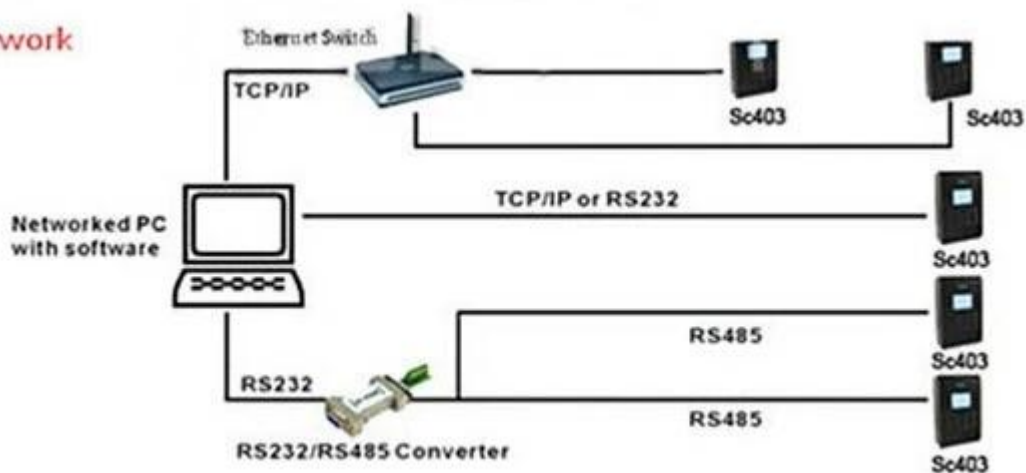 work
Ethernet Switch
TCP/IP
Sc403
Sc403
TCP/IP or RS232
Networked PC
with software
Sc403
RS485
Sc403
RS232
RS485
RS232/RS485 Converter
Sc403